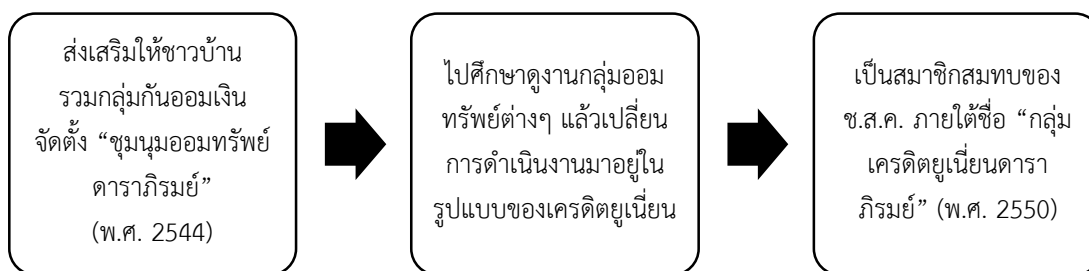 ส่งเสริมให้ชาวบ้าน
รวมกลุ่มกันออมเงิน
จัดตั้ง “ชุมนุมออมทรัพย์
ดาราภิรมย์”
(พ.ศ. 2544)
ไปศึกษาดูงานกลุ่มออม
ทรัพย์ต่างๆ แล้วเปลี่ยน
การดำเนินงานมาอยู่ใน
รูปแบบของเครดิตยูเนี่ยน
เป็นสมาชิกสมทบของ
ช.ส.ค. ภายใต้ชื่อ “กลุ่ม
เครดิตยูเนี่ยนดารา
ภิรมย์” (พ.ศ. 2550)